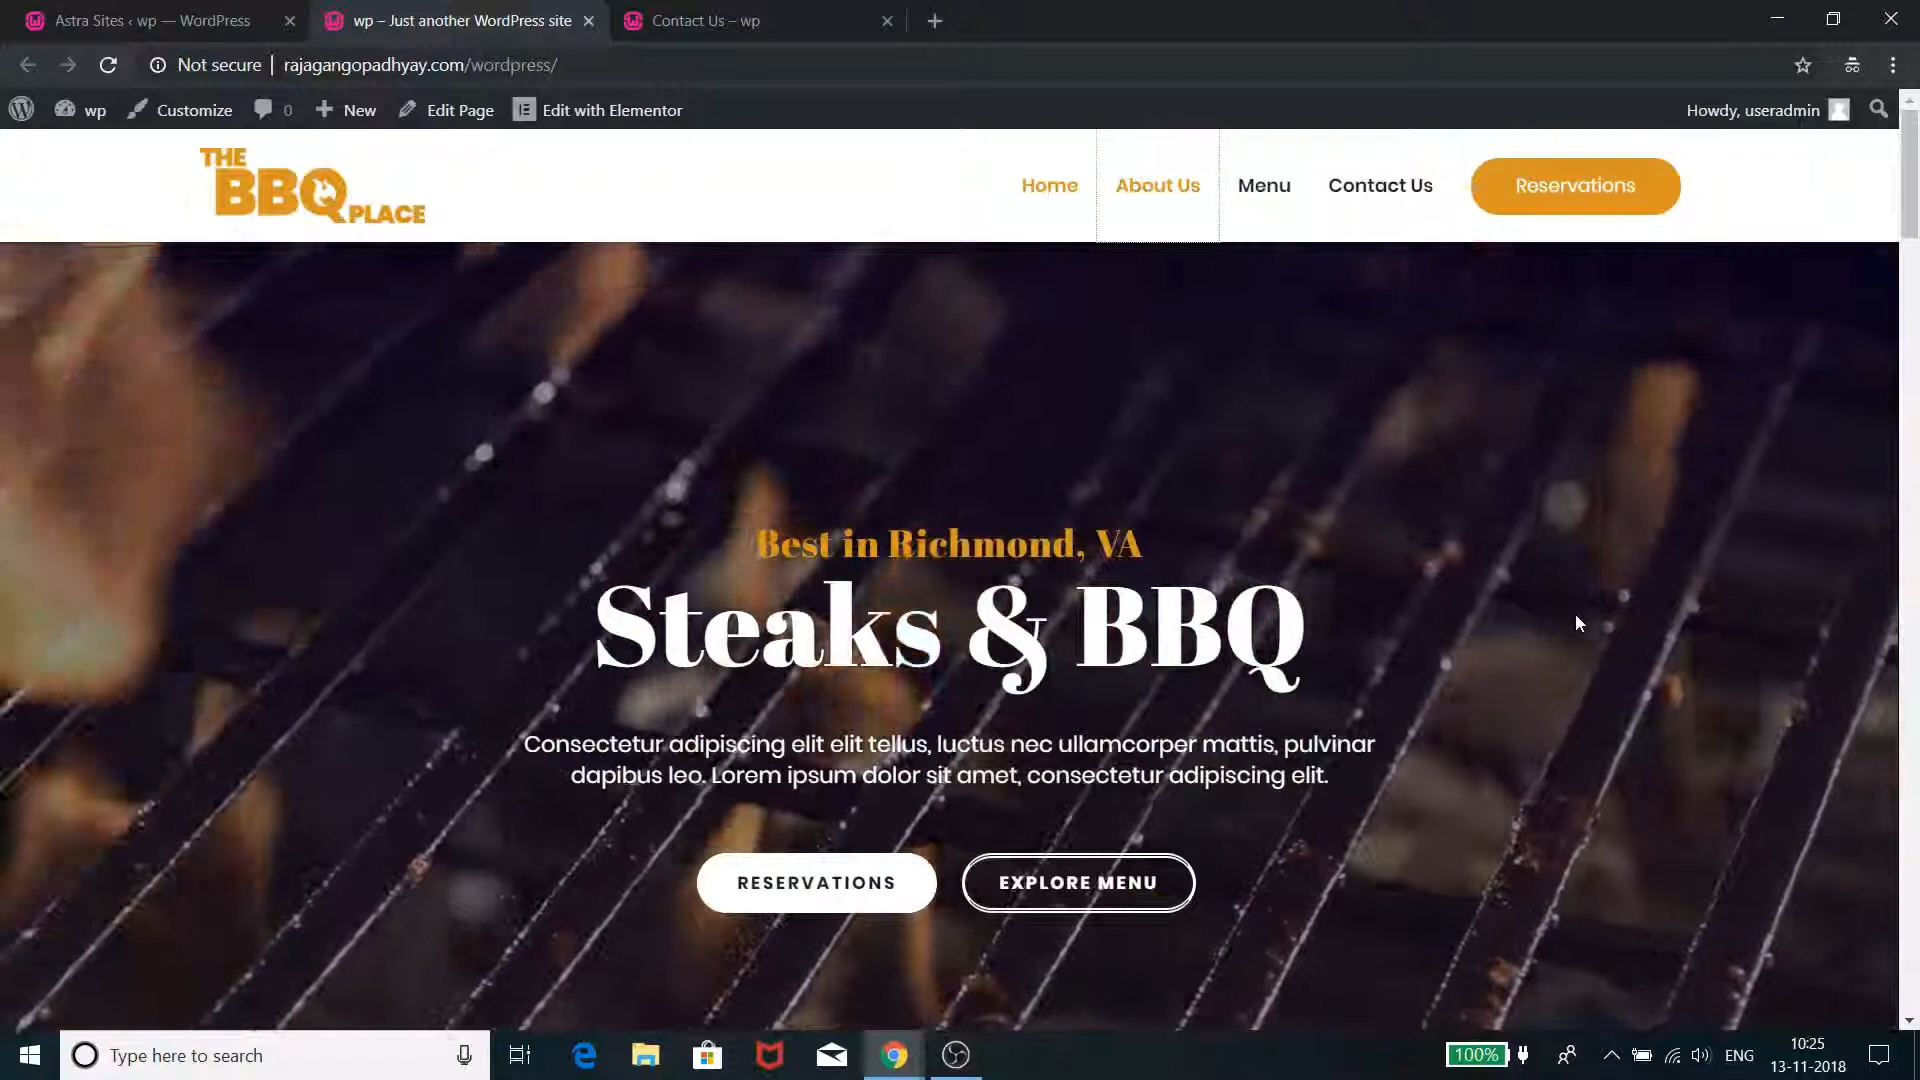 Astra Sites ‹ wp — WordPress
wp – Just another WordPress site
Contact Us – wp
Not secure | rajagangopadhyay.com/wordpress/
wp Customize 0 New Edit Page Edit with Elementor Howdy, useradmin
THE
BBQ
PLACE
Home About Us Menu Contact Us Reservations
Best in Richmond, VA
Steaks & BBQ
Consectetur adipiscing elit elit tellus, luctus nec ullamcorper mattis, pulvinar
dapibus leo. Lorem ipsum dolor sit amet, consectetur adipiscing elit.
RESERVATIONS EXPLORE MENU
Type here to search
100%
ENG
10:25
13-11-2018